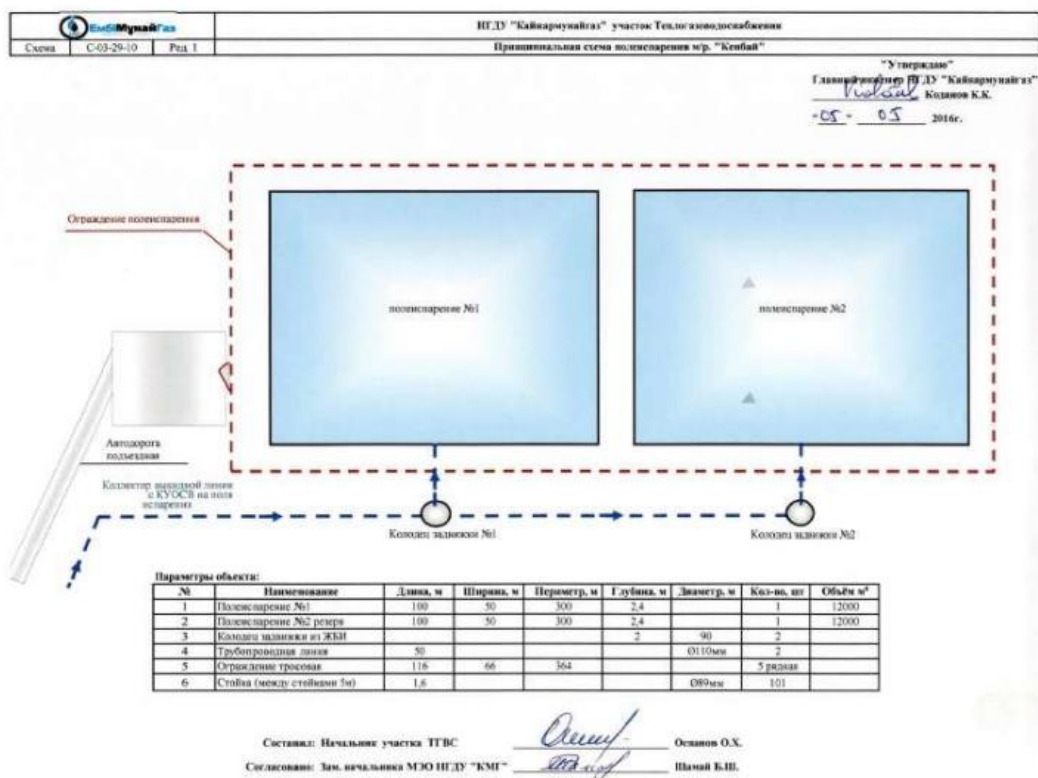 ЕмбіМұнайГаз
НГДУ "Кайнармунайгаз" участок Теплогазоводоснабжения
Схема С-03-29-10 Ред. 1
Принципиальная схема полеиспарения м/р. "Кенбай"
"Утверждаю"
Главный инженер НГДУ "Кайнармунайгаз"
Коданов К.К.
-05- 05 2016г.
Ограждение полеиспарения
полеиспарение №1
полеиспарение №2
Автодорога
подъездная
Коллектор выкидной линии
с КУОСВ на поля
испарения
Колодец задвижки №1
Колодец задвижки №2
Параметры объекта:
№ Наименование Длина, м Ширина, м Периметр, м Глубина, м Диаметр, м Кол-во, шт Объём м³
1 Полеиспарение №1 100 50 300 2,4 1 12000
2 Полеиспарение №2 резерв 100 50 300 2,4 1 12000
3 Колодец задвижки из ЖБИ 2 90 2
4 Трубопроводная линия 50 Ø110мм 2
5 Ограждение тросовая 116 66 364 5 рядная
6 Стойка (между стойками 5м) 1,6 Ø89мм 101
Составил: Начальник участка ТГВС Оспанов О.Х.
Согласовано: Зам. начальника МЭО НГДУ "КМГ" Шамай Б.Ш.